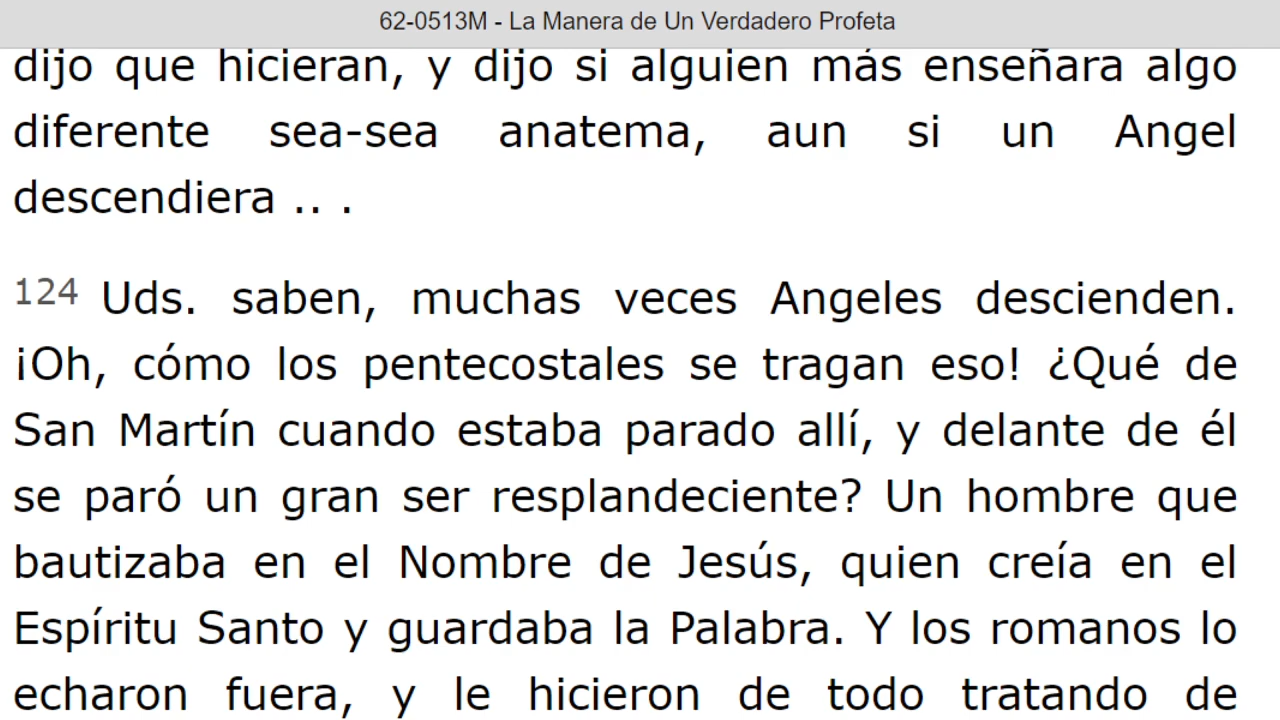 62-0513M - La Manera de Un Verdadero Profeta
dijo que hicieran, y dijo si alguien más enseñara algo
diferente sea-sea anatema, aun si un Angel
descendiera .. .
124 Uds. saben, muchas veces Angeles descienden.
¡Oh, cómo los pentecostales se tragan eso! ¿Qué de
San Martín cuando estaba parado allí, y delante de él
se paró un gran ser resplandeciente? Un hombre que
bautizaba en el Nombre de Jesús, quien creía en el
Espíritu Santo y guardaba la Palabra. Y los romanos lo
echaron fuera, y le hicieron de todo tratando de